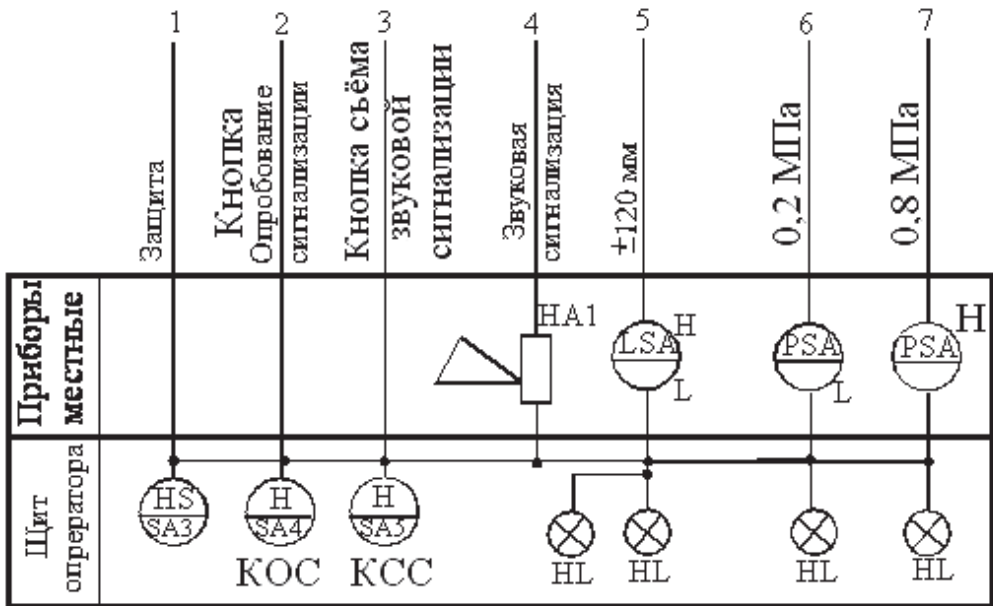 1
2
3
4
5
6
7
Защита
Кнопка
Опробование
сигнализации
Кнопка съёма
звуковой
сигнализации
Звуковая
сигнализация
±120 мм
0,2 МПа
0,8 МПа
Приборы
местные
HA1
LSA
H
L
PSA
L
PSA
H
Щит
опрератора
HS
SA3
H
SA4
КОС
H
SA5
КСС
HL
HL
HL
HL